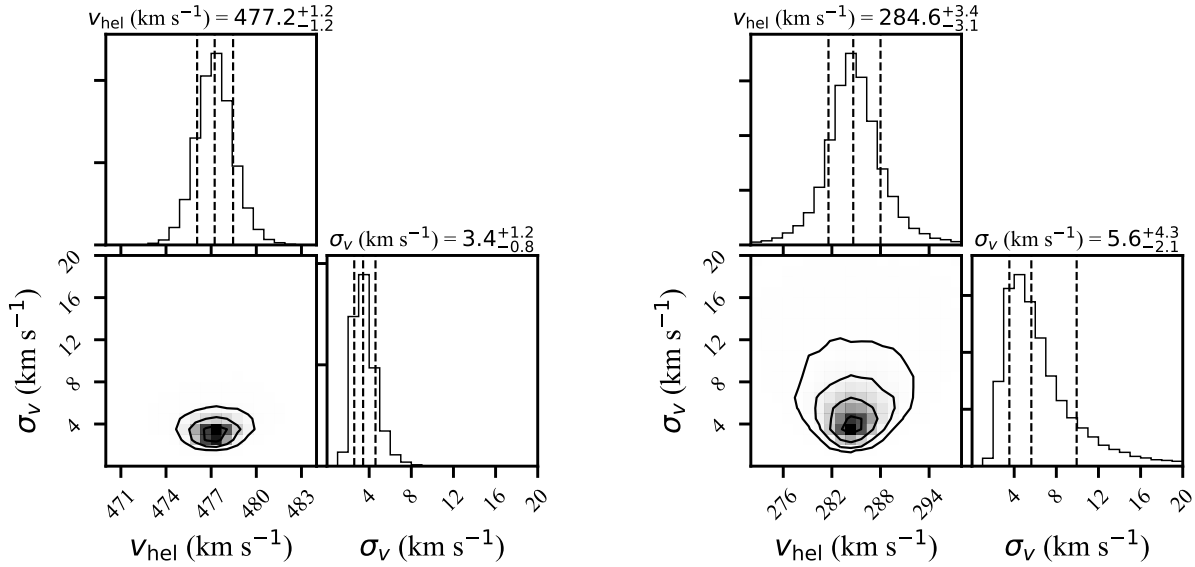 v_hel (km s⁻¹) = 477.2 +1.2 −1.2
σ_v (km s⁻¹) = 3.4 +1.2 −0.8
20
16
12
8
4
σ_v (km s⁻¹)
471 474 477 480 483
v_hel (km s⁻¹)
4 8 12 16 20
σ_v (km s⁻¹)
v_hel (km s⁻¹) = 284.6 +3.4 −3.1
σ_v (km s⁻¹) = 5.6 +4.3 −2.1
20
16
12
8
4
σ_v (km s⁻¹)
276 282 288 294
v_hel (km s⁻¹)
4 8 12 16 20
σ_v (km s⁻¹)